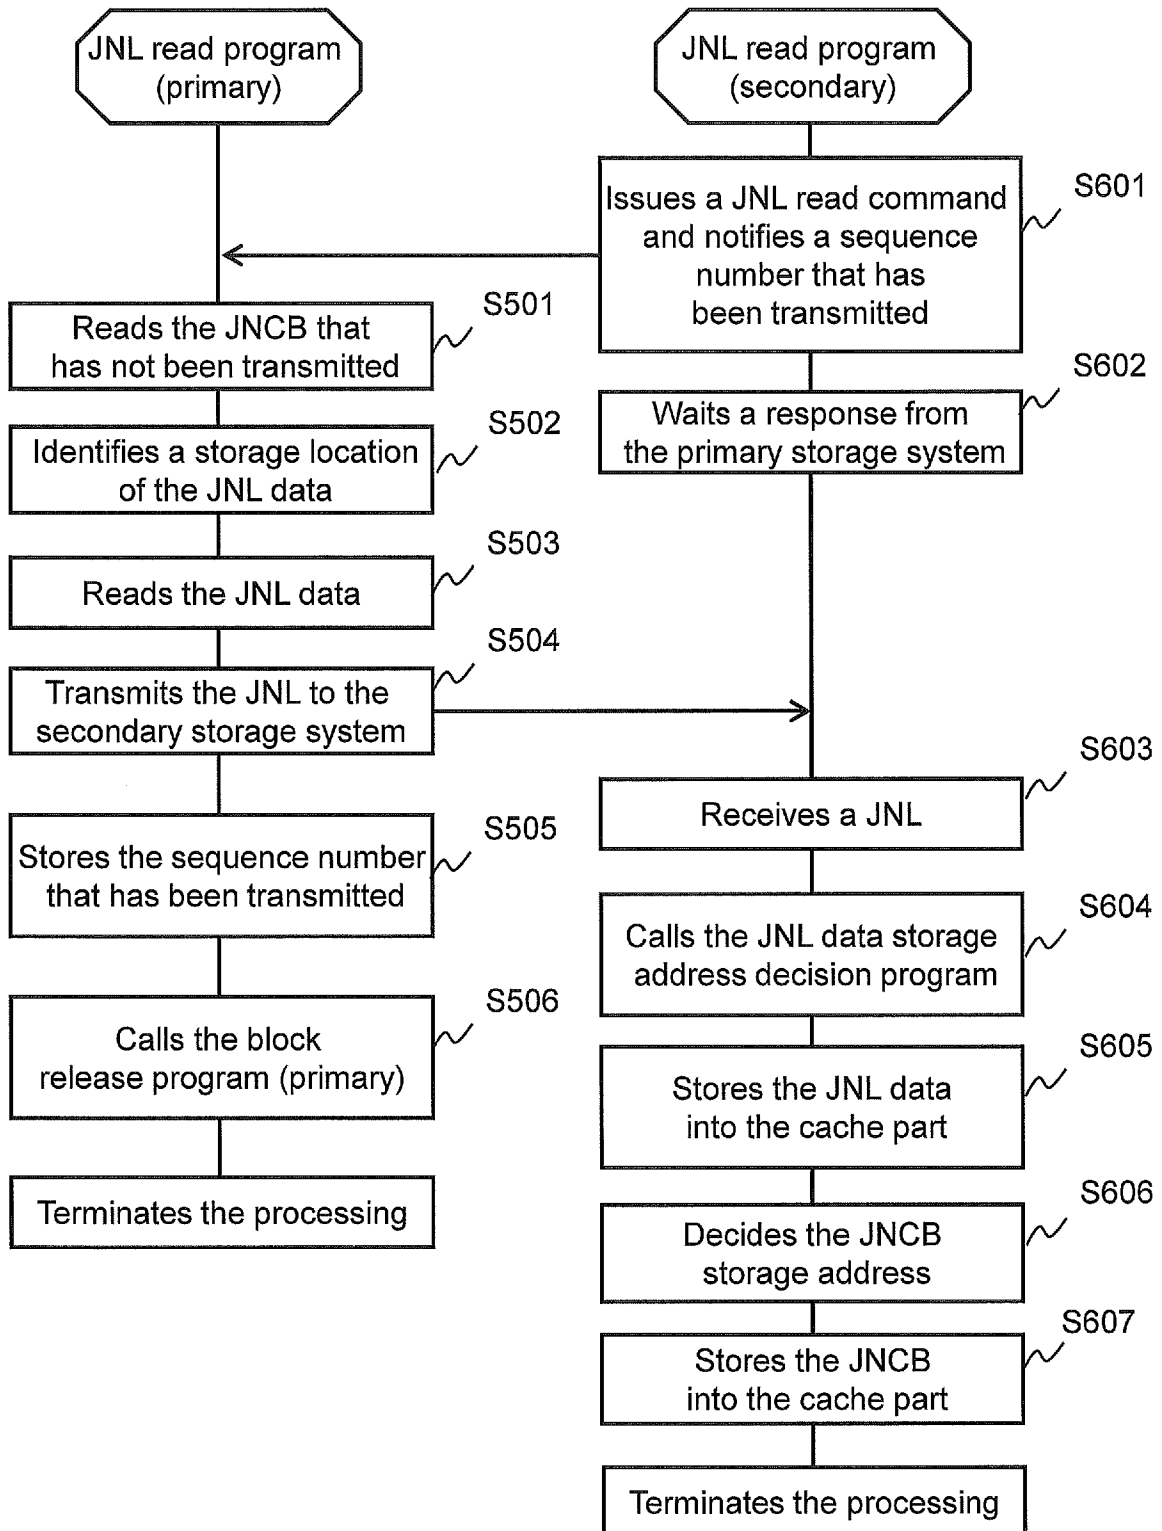 JNL read program
(primary)
S501
Reads the JNCB that
has not been transmitted
S502
Identifies a storage location
of the JNL data
S503
Reads the JNL data
S504
Transmits the JNL to the
secondary storage system
S505
Stores the sequence number
that has been transmitted
S506
Calls the block
release program (primary)
Terminates the processing
JNL read program
(secondary)
S601
Issues a JNL read command
and notifies a sequence
number that has
been transmitted
S602
Waits a response from
the primary storage system
S603
Receives a JNL
S604
Calls the JNL data storage
address decision program
S605
Stores the JNL data
into the cache part
S606
Decides the JNCB
storage address
S607
Stores the JNCB
into the cache part
Terminates the processing